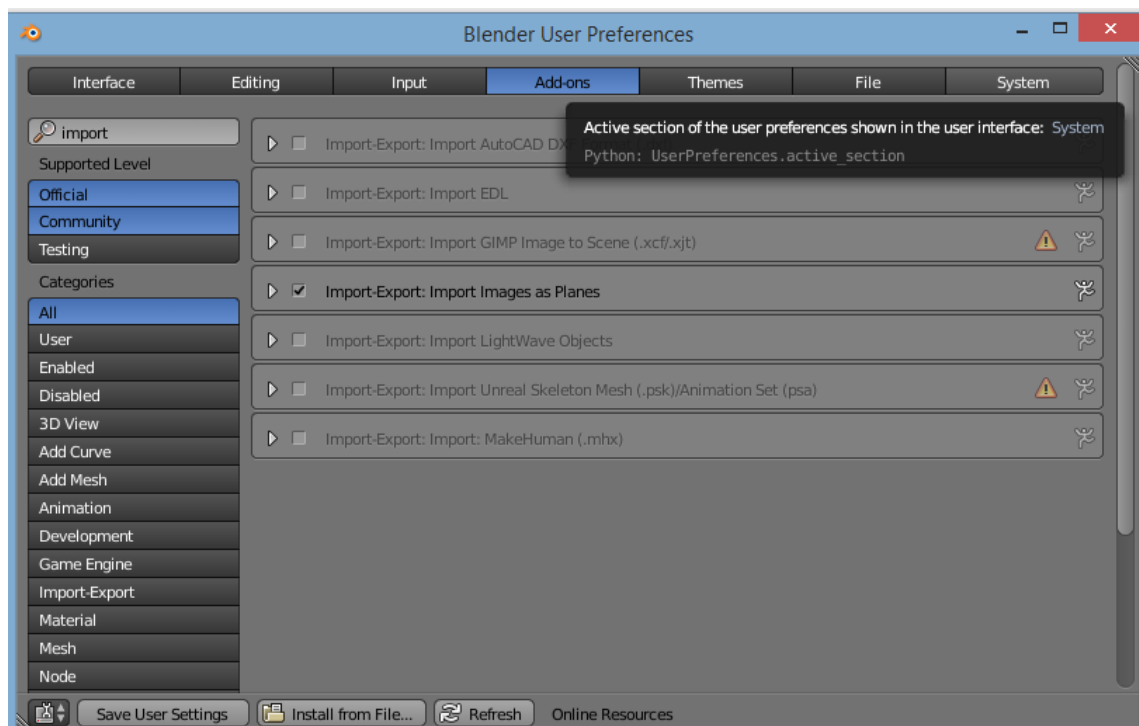 Blender User Preferences
Interface Editing Input Add-ons Themes File System
import
Supported Level
Official
Community
Testing
Categories
All
User
Enabled
Disabled
3D View
Add Curve
Add Mesh
Animation
Development
Game Engine
Import-Export
Material
Mesh
Node
Import-Export: Import AutoCAD DX
Active section of the user preferences shown in the user interface: System
Python: UserPreferences.active_section
Import-Export: Import EDL
Import-Export: Import GIMP Image to Scene (.xcf/.xjt)
Import-Export: Import Images as Planes
Import-Export: Import LightWave Objects
Import-Export: Import Unreal Skeleton Mesh (.psk)/Animation Set (psa)
Import-Export: Import: MakeHuman (.mhx)
Save User Settings Install from File... Refresh Online Resources